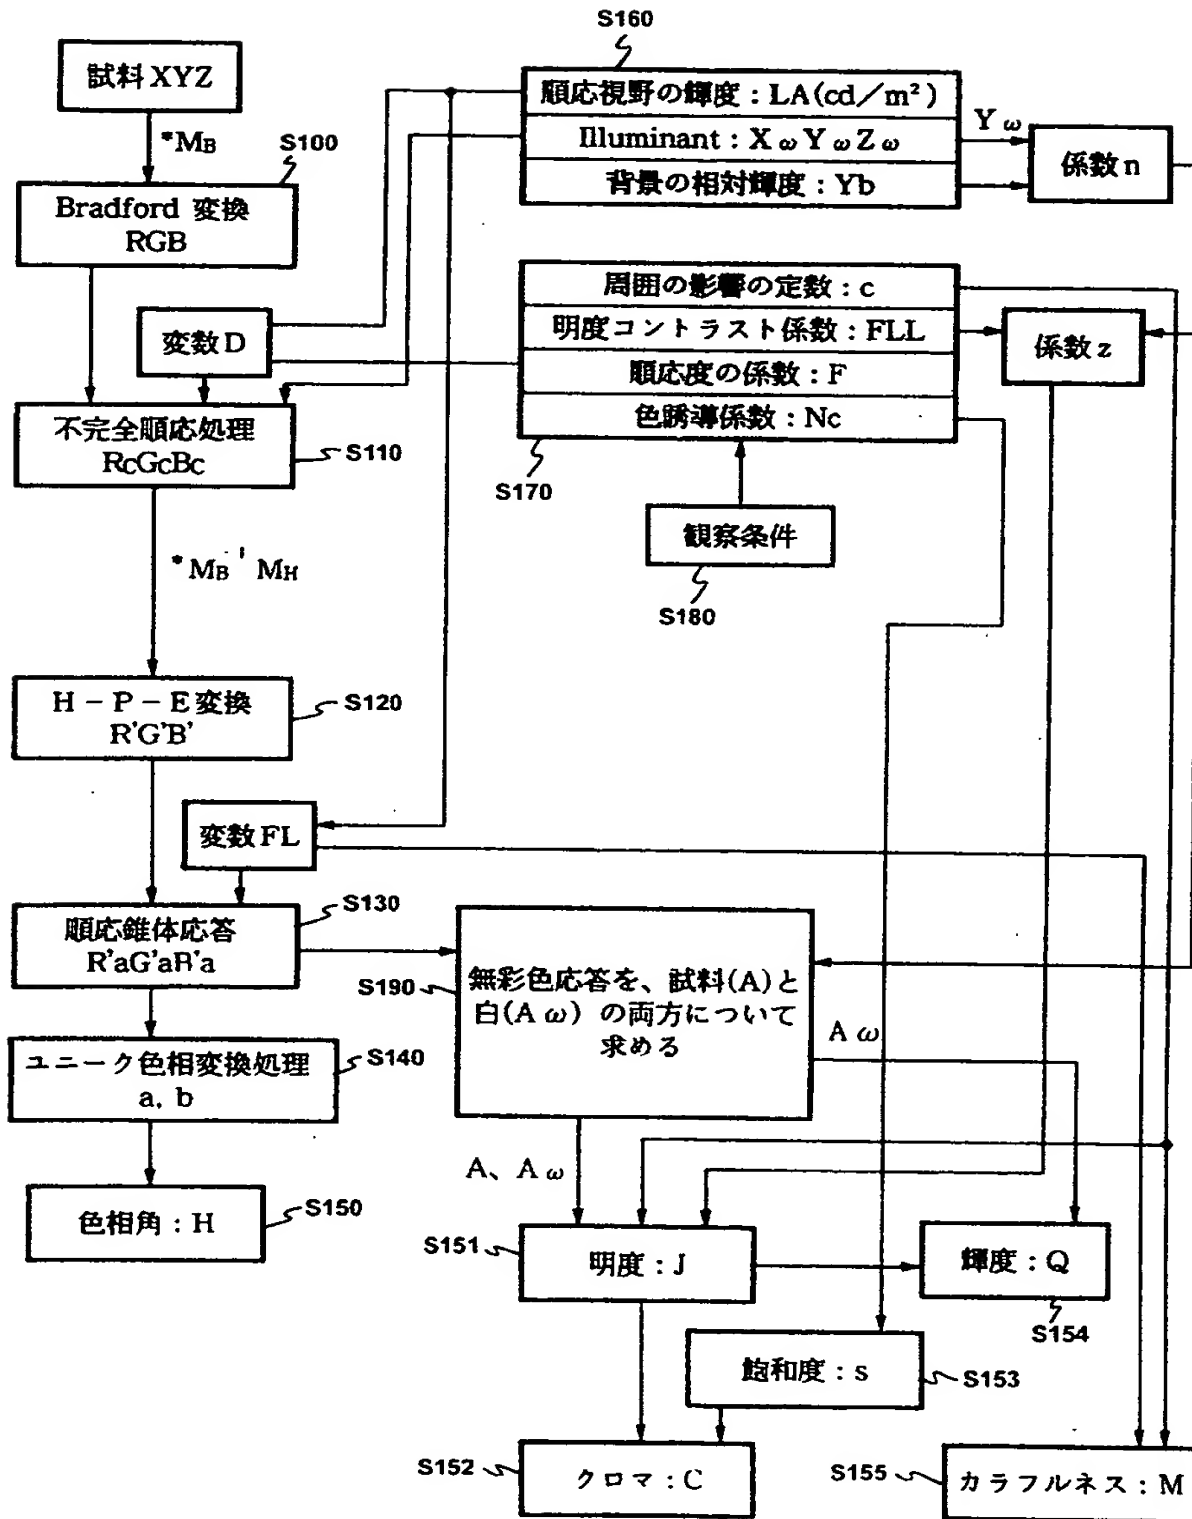 S160
試料XYZ
*MB
S100
Bradford 変換
RGB
順応視野の輝度：LA(cd／m²)
Illuminant：XωYωZω
背景の相対輝度：Yb
Yω
係数n
周囲の影響の定数：c
明度コントラスト係数：FLL
順応度の係数：F
色誘導係数：Nc
係数z
変数D
不完全順応処理
RcGcBc
S110
S170
観察条件
S180
*MB-1 MH
H－P－E変換
R'G'B'
S120
変数FL
順応錐体応答
R'aG'aB'a
S130
S190
無彩色応答を、試料(A)と
白(Aω) の両方について
求める
Aω
ユニーク色相変換処理
a, b
S140
A、Aω
色相角：H
S150
S151
明度：J
輝度：Q
S154
飽和度：s
S153
S152
クロマ：C
S155
カラフルネス：M